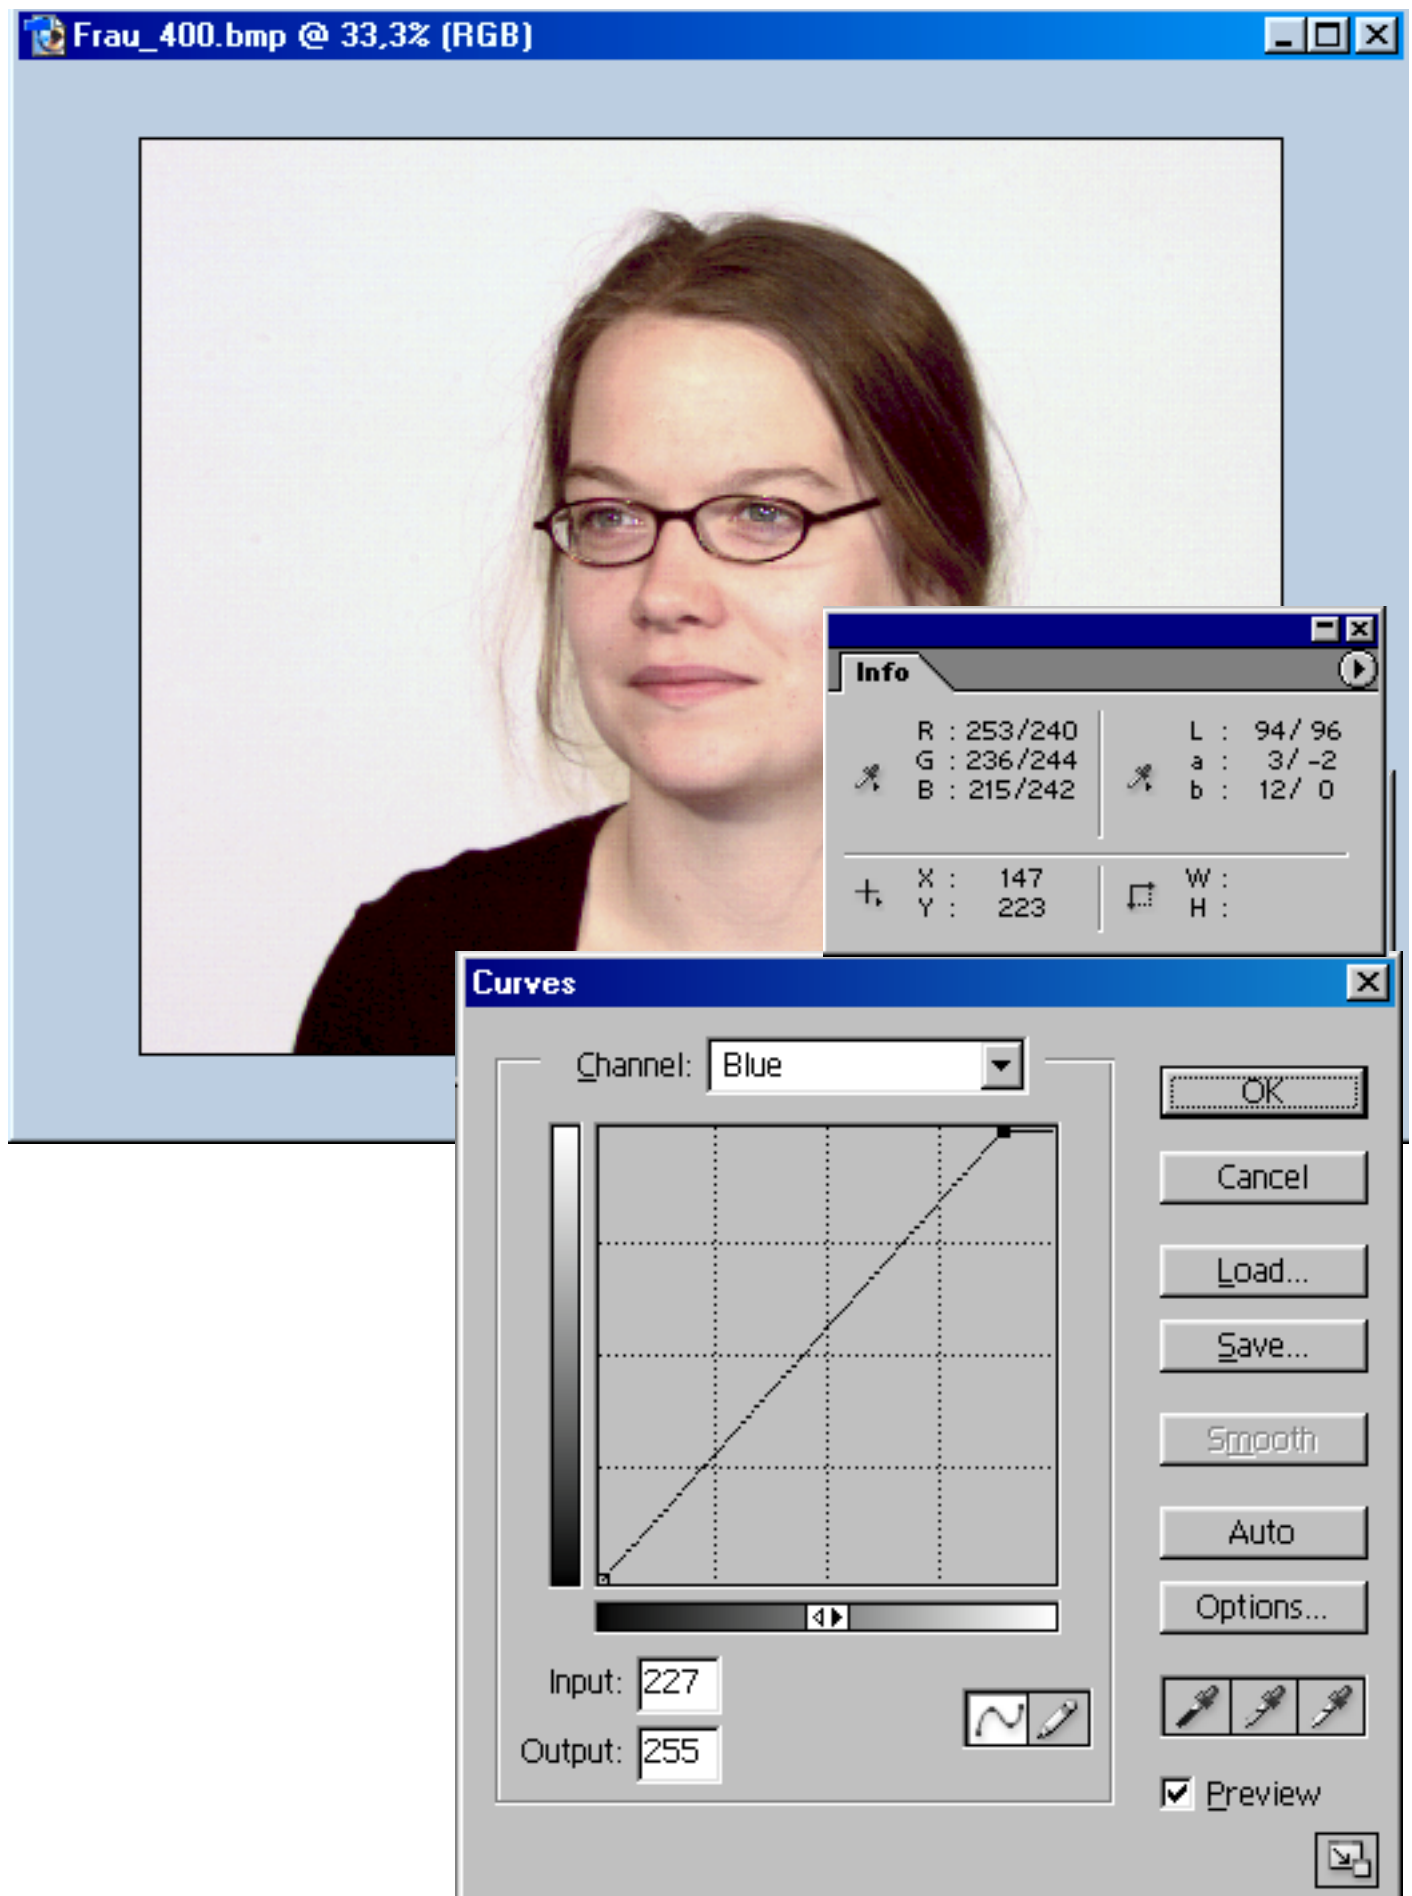 Frau_400.bmp @ 33,3% (RGB)
Info
R : 253/240
G : 236/244
B : 215/242
L : 94/ 96
a : 3/ -2
b : 12/ 0
X : 147
Y : 223
W :
H :
Curves
Channel: Blue
OK
Cancel
Load...
Save...
Smooth
Auto
Options...
Input: 227
Output: 255
Preview